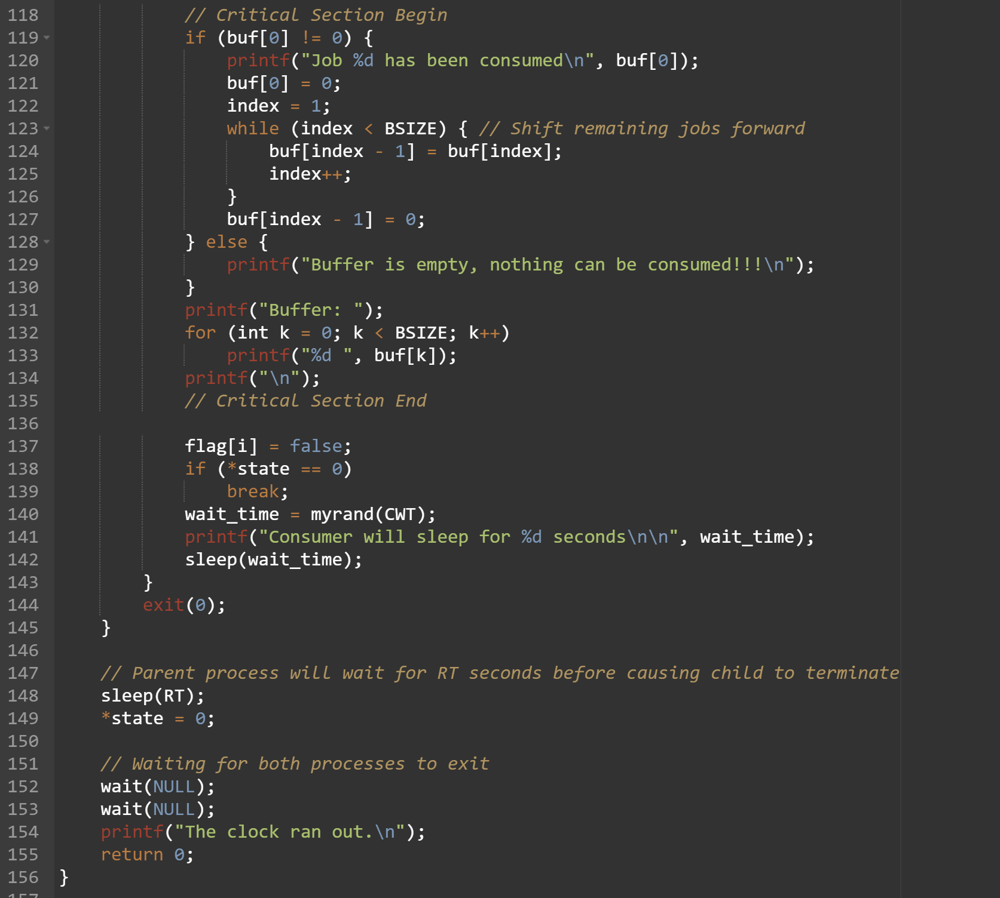 118 // Critical Section Begin
119 if (buf[0] != 0) {
120 printf("Job %d has been consumed\n", buf[0]);
121 buf[0] = 0;
122 index = 1;
123 while (index < BSIZE) { // Shift remaining jobs forward
124 buf[index - 1] = buf[index];
125 index++;
126 }
127 buf[index - 1] = 0;
128 } else {
129 printf("Buffer is empty, nothing can be consumed!!!\n");
130 }
131 printf("Buffer: ");
132 for (int k = 0; k < BSIZE; k++)
133 printf("%d ", buf[k]);
134 printf("\n");
135 // Critical Section End
136
137 flag[i] = false;
138 if (*state == 0)
139 break;
140 wait_time = myrand(CWT);
141 printf("Consumer will sleep for %d seconds\n\n", wait_time);
142 sleep(wait_time);
143 }
144 exit(0);
145 }
146
147 // Parent process will wait for RT seconds before causing child to terminate
148 sleep(RT);
149 *state = 0;
150
151 // Waiting for both processes to exit
152 wait(NULL);
153 wait(NULL);
154 printf("The clock ran out.\n");
155 return 0;
156 }
157